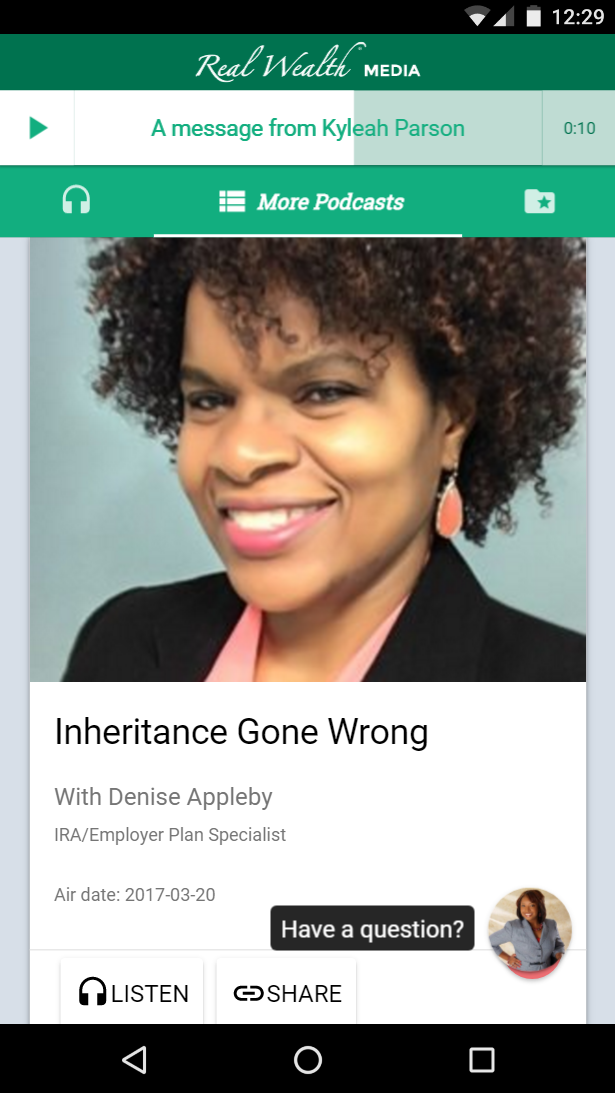 12:29
Real Wealth MEDIA
A message from Kyleah Parson
0:10
More Podcasts
Inheritance Gone Wrong
With Denise Appleby
IRA/Employer Plan Specialist
Air date: 2017-03-20
Have a question?
LISTEN
SHARE